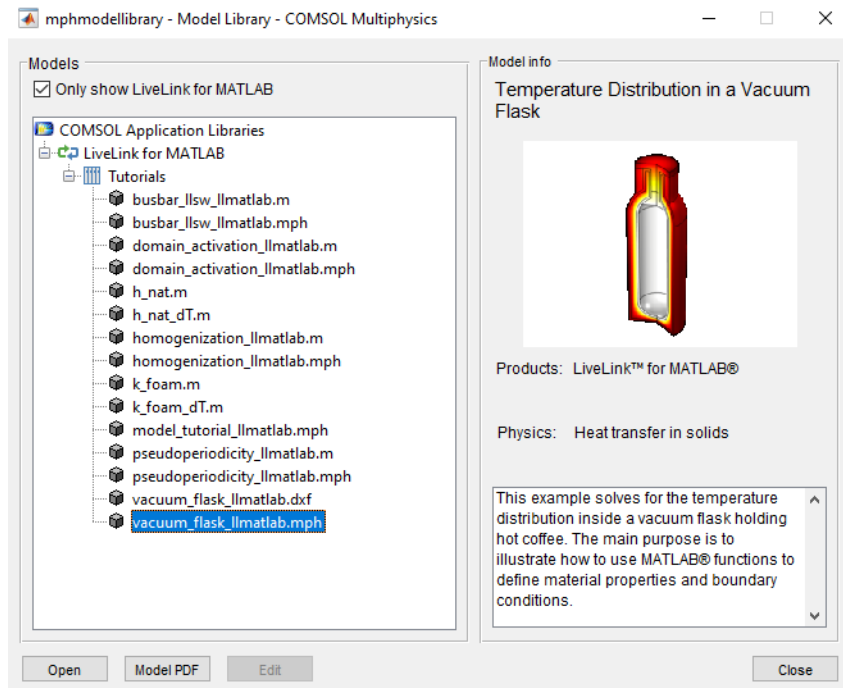 mphmodellibrary - Model Library - COMSOL Multiphysics
Models
Only show LiveLink for MATLAB
COMSOL Application Libraries
LiveLink for MATLAB
Tutorials
busbar_llsw_llmatlab.m
busbar_llsw_llmatlab.mph
domain_activation_llmatlab.m
domain_activation_llmatlab.mph
h_nat.m
h_nat_dT.m
homogenization_llmatlab.m
homogenization_llmatlab.mph
k_foam.m
k_foam_dT.m
model_tutorial_llmatlab.mph
pseudoperiodicity_llmatlab.m
pseudoperiodicity_llmatlab.mph
vacuum_flask_llmatlab.dxf
vacuum_flask_llmatlab.mph
Model info
Temperature Distribution in a Vacuum
Flask
Products: LiveLink™ for MATLAB®
Physics: Heat transfer in solids
This example solves for the temperature
distribution inside a vacuum flask holding
hot coffee. The main purpose is to
illustrate how to use MATLAB® functions to
define material properties and boundary
conditions.
Open
Model PDF
Edit
Close